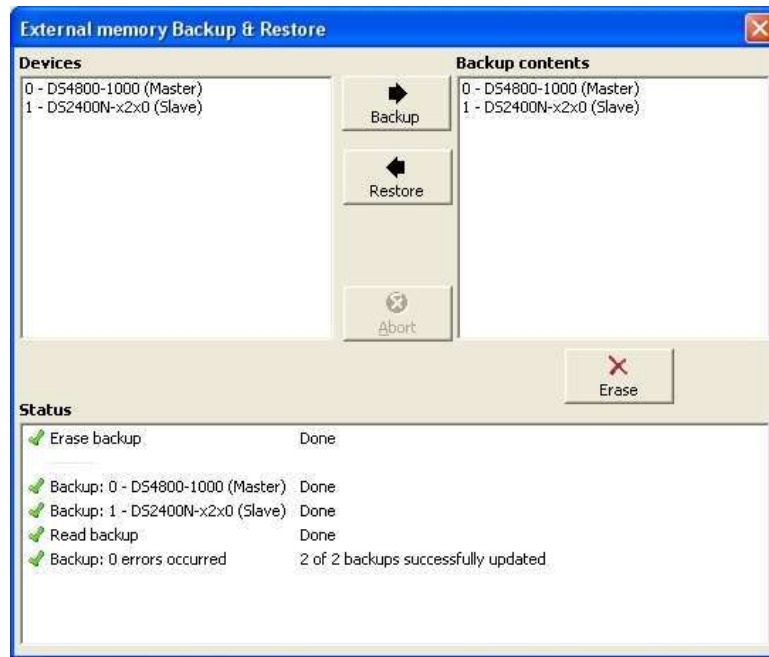 External memory Backup & Restore
Devices
0 - DS4800-1000 (Master)
1 - DS2400N-x2x0 (Slave)
Backup
Restore
Abort
Backup contents
0 - DS4800-1000 (Master)
1 - DS2400N-x2x0 (Slave)
Erase
Status
Erase backup Done
Backup: 0 - DS4800-1000 (Master) Done
Backup: 1 - DS2400N-x2x0 (Slave) Done
Read backup Done
Backup: 0 errors occurred 2 of 2 backups successfully updated